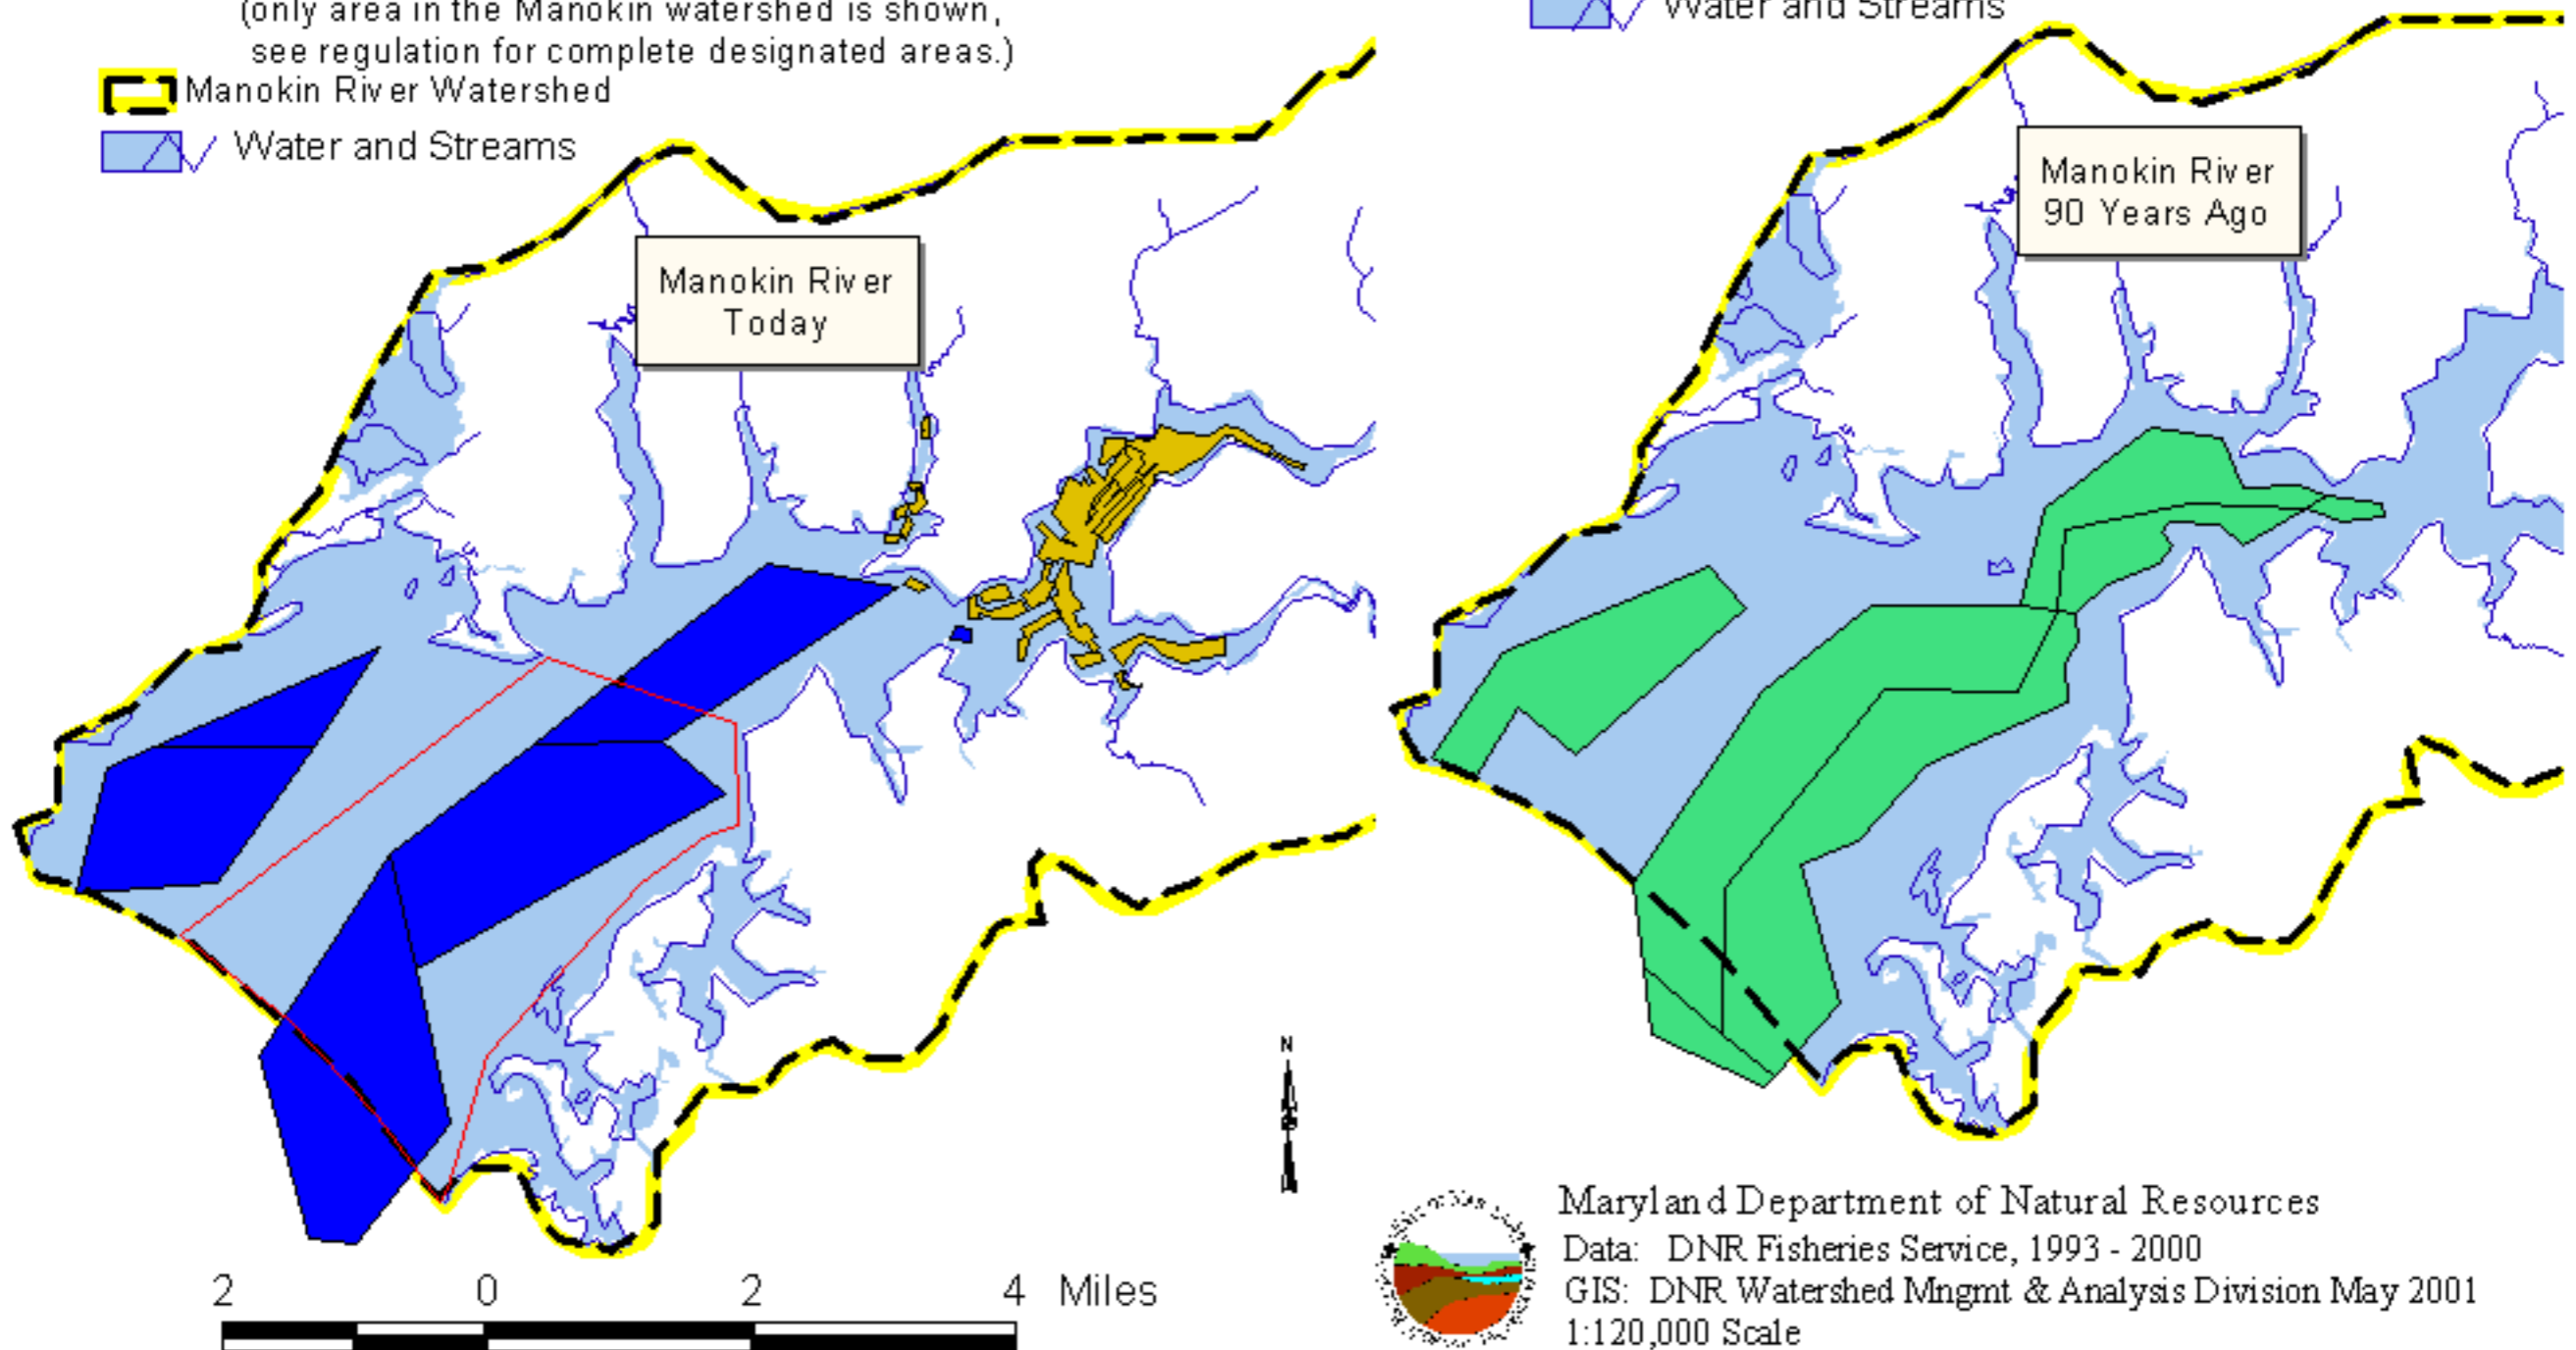 (only area in the Manokin watershed is shown,
see regulation for complete designated areas.)
Manokin River Watershed
Water and Streams
Water and Streams
Manokin River
Today
Manokin River
90 Years Ago
N
2 0 2 4 Miles
Maryland Department of Natural Resources
Data: DNR Fisheries Service, 1993 - 2000
GIS: DNR Watershed Mngmt & Analysis Division May 2001
1:120,000 Scale